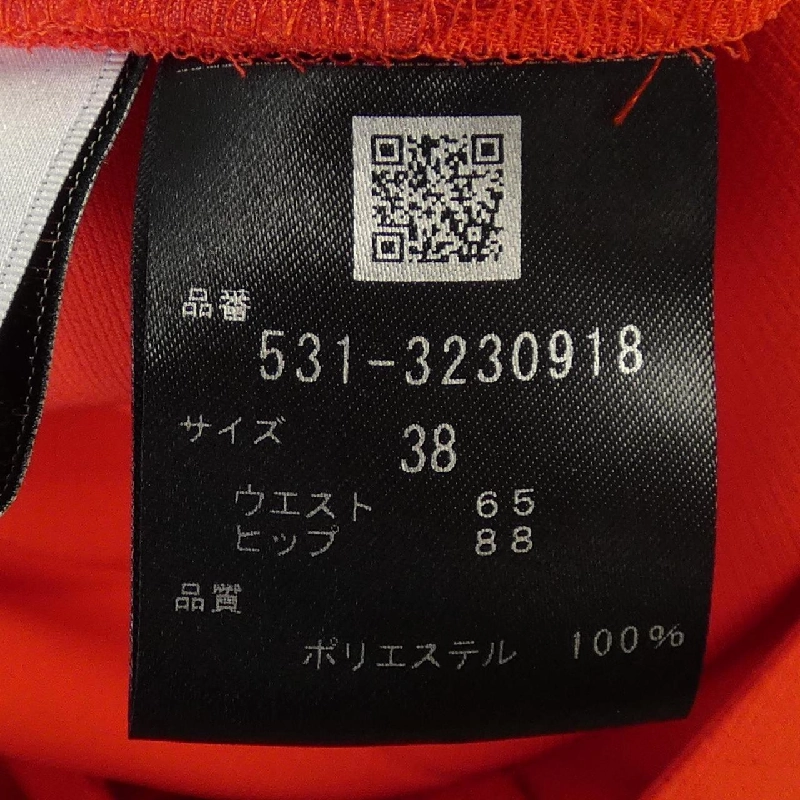 品番
531-3230918
サイズ 38
ウエスト 65
ヒップ 88
品質
ポリエステル 100%